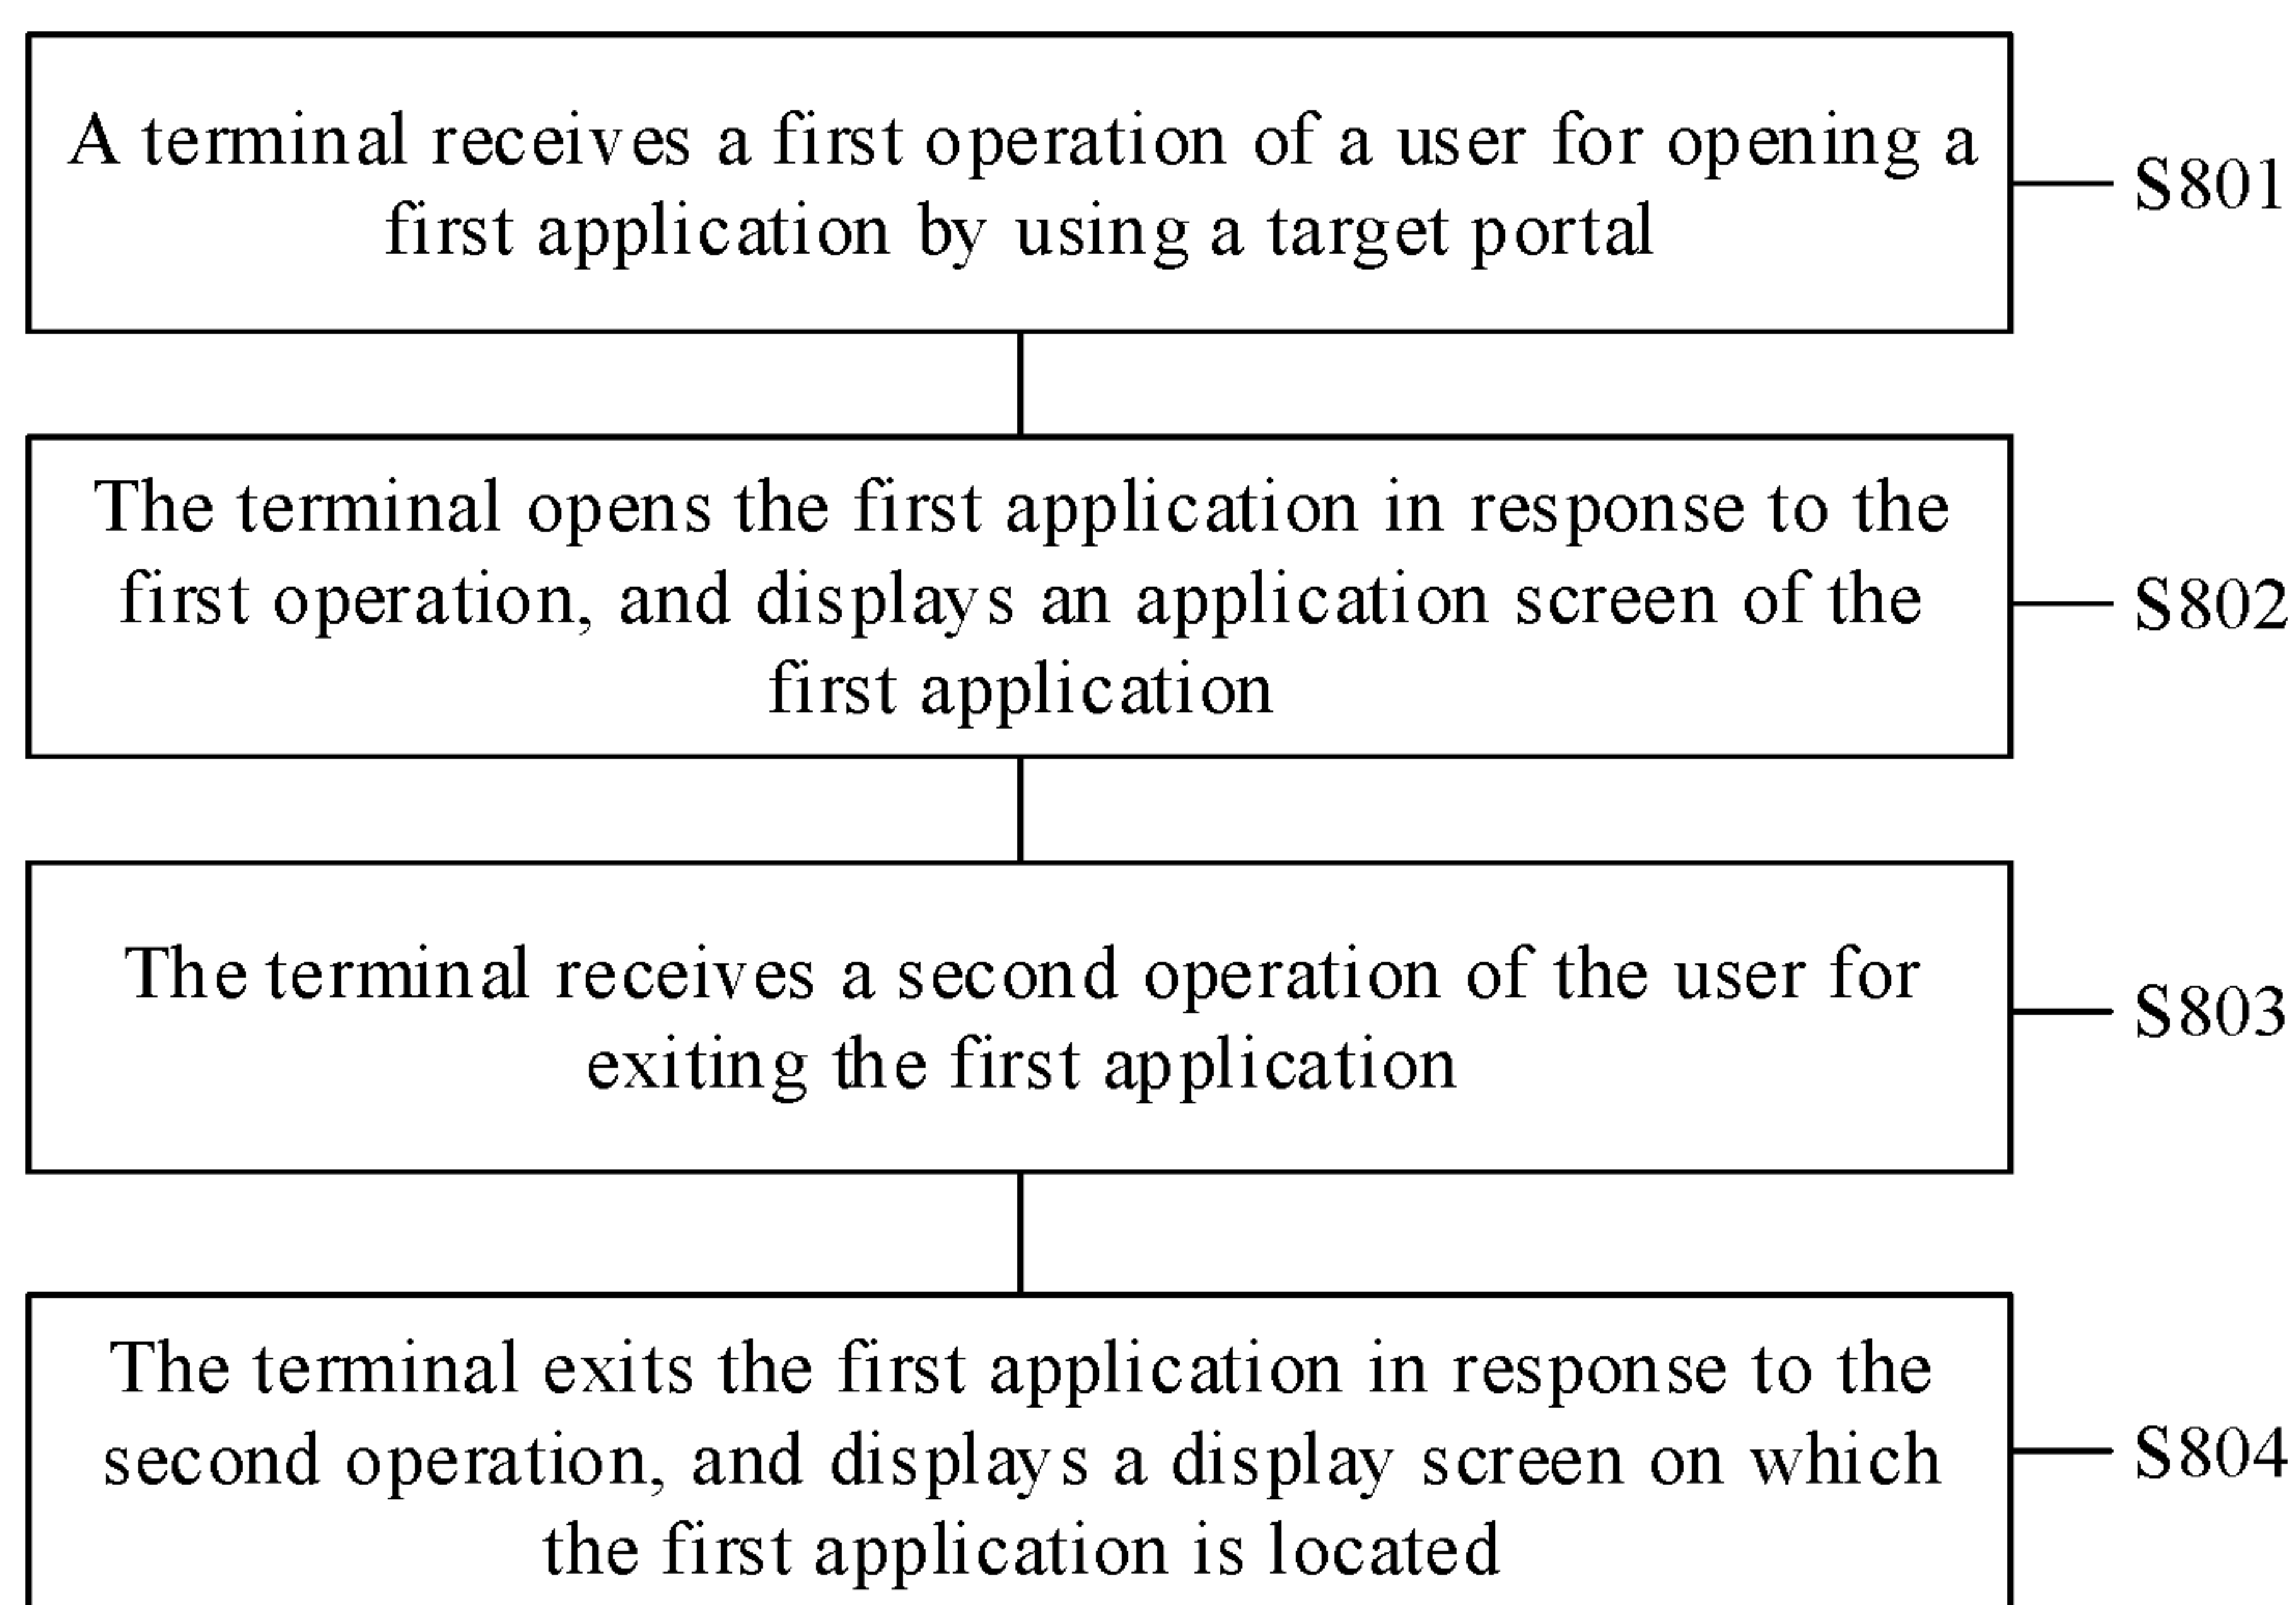 A terminal receives a first operation of a user for opening a
first application by using a target portal
S801
The terminal opens the first application in response to the
first operation, and displays an application screen of the
first application
S802
The terminal receives a second operation of the user for
exiting the first application
S803
The terminal exits the first application in response to the
second operation, and displays a display screen on which
the first application is located
S804